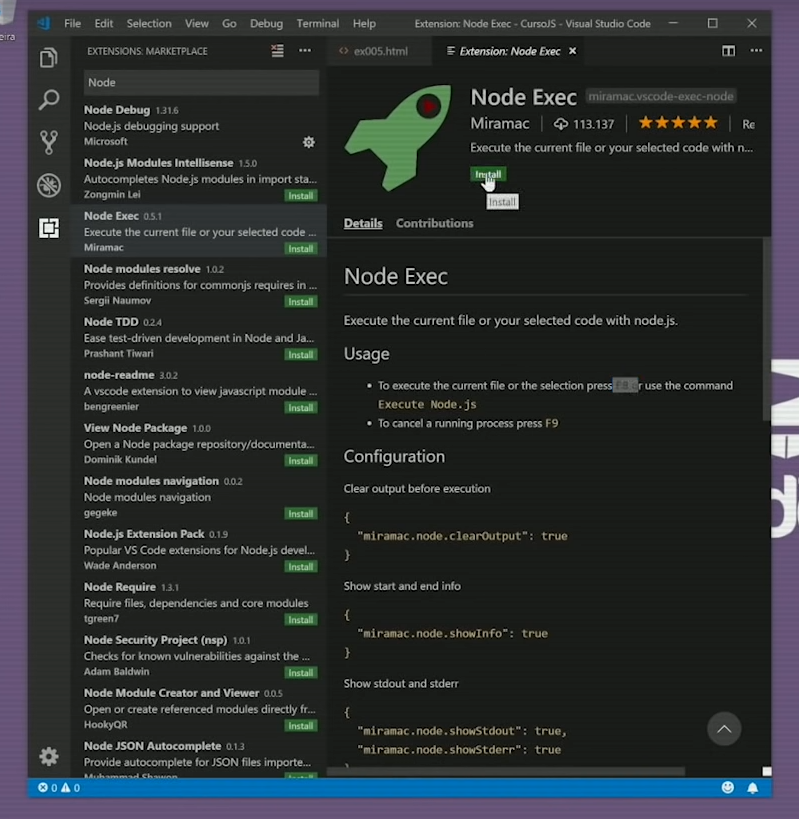 eira
File Edit Selection View Go Debug Terminal Help Extension: Node Exec - CursoJS - Visual Studio Code
EXTENSIONS: MARKETPLACE
Node
Node Debug 1.31.6
Node.js debugging support
Microsoft
Node.js Modules Intellisense 1.5.0
Autocompletes Node.js modules in import sta...
Zongmin Lei Install
Node Exec 0.5.1
Execute the current file or your selected code ...
Miramac Install
Node modules resolve 1.0.2
Provides definitions for commonjs requires in ...
Sergii Naumov Install
Node TDD 0.2.4
Ease test-driven development in Node and Ja...
Prashant Tiwari Install
node-readme 3.0.2
A vscode extension to view javascript module ...
bengreenier Install
View Node Package 1.0.0
Open a Node package repository/documenta...
Dominik Kundel Install
Node modules navigation 0.0.2
Node modules navigation
gegeke Install
Node.js Extension Pack 0.1.9
Popular VS Code extensions for Node.js devel...
Wade Anderson Install
Node Require 1.3.1
Require files, dependencies and core modules
tgreen7 Install
Node Security Project (nsp) 1.0.1
Checks for known vulnerabilities against the ...
Adam Baldwin Install
Node Module Creator and Viewer 0.0.5
Open or create referenced modules directly fr...
HookyQR Install
Node JSON Autocomplete 0.1.3
Provide autocomplete for JSON files importe...
Muhammad Shawon Install
<> ex005.html Extension: Node Exec ×
Node Exec miramac.vscode-exec-node
Miramac 113.137 Re
Execute the current file or your selected code with n...
Install
Install
Details Contributions
Node Exec
Execute the current file or your selected code with node.js.
Usage
• To execute the current file or the selection press F8 or use the command
Execute Node.js
• To cancel a running process press F9
Configuration
Clear output before execution
{
"miramac.node.clearOutput": true
}
Show start and end info
{
"miramac.node.showInfo": true
}
Show stdout and stderr
{
"miramac.node.showStdout": true,
"miramac.node.showStderr": true
}
0 0